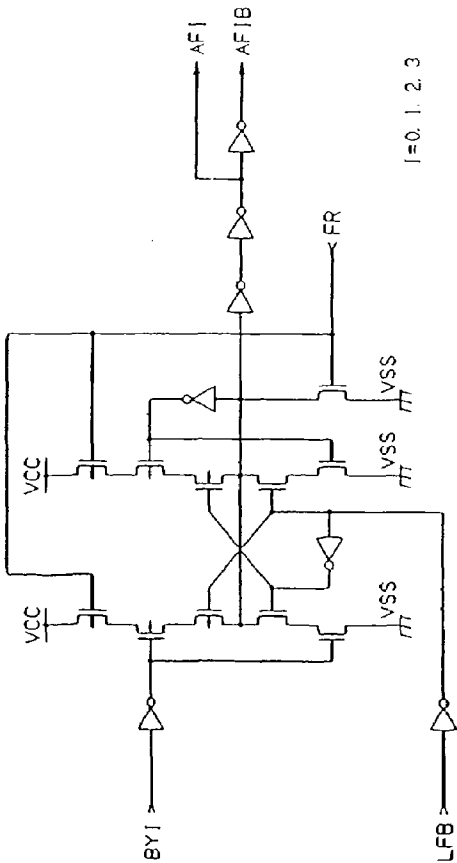 AFI
AFIB
I=0, 1, 2, 3
FR
VCC
VSS
VSS
VCC
VSS
BYI
LFB